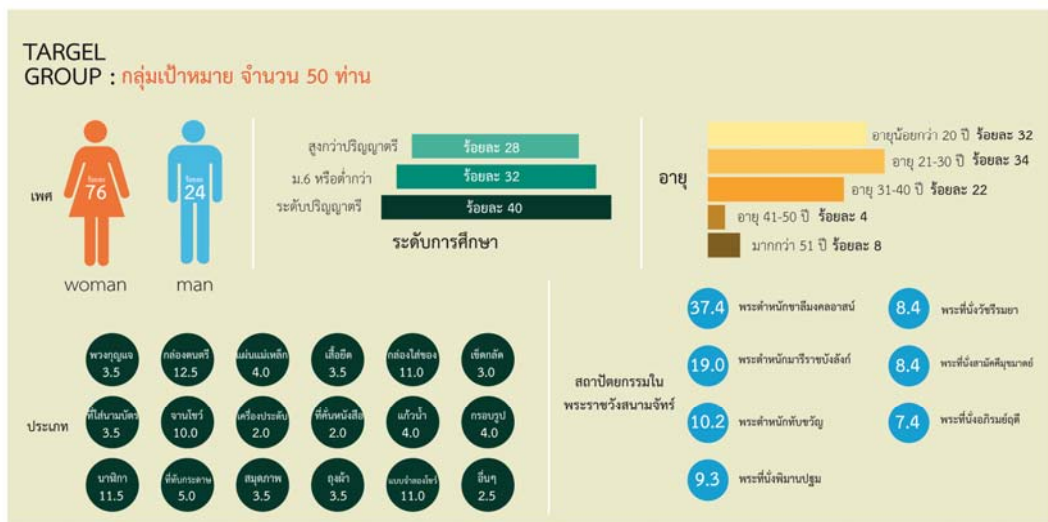 TARGEL
GROUP : กลุ่มเป้าหมาย จำนวน 50 ท่าน
เพศ
ร้อยละ
76
woman
ร้อยละ
24
man
สูงกว่าปริญญาตรี ร้อยละ 28
ม.6 หรือต่ำกว่า ร้อยละ 32
ระดับปริญญาตรี ร้อยละ 40
ระดับการศึกษา
อายุ
อายุน้อยกว่า 20 ปี ร้อยละ 32
อายุ 21-30 ปี ร้อยละ 34
อายุ 31-40 ปี ร้อยละ 22
อายุ 41-50 ปี ร้อยละ 4
มากกว่า 51 ปี ร้อยละ 8
ประเภท
พวงกุญแจ
3.5
กล่องดนตรี
12.5
แผ่นแม่เหล็ก
4.0
เสื้อยืด
3.5
กล่องใส่ของ
11.0
เข็มกลัด
3.0
ที่ใส่นามบัตร
3.5
จานโชว์
10.0
เครื่องประดับ
2.0
ที่คั่นหนังสือ
2.0
แก้วน้ำ
4.0
กรอบรูป
4.0
นาฬิกา
11.5
ที่ทับกระดาษ
5.0
สมุดภาพ
3.5
ถุงผ้า
3.5
แบบจำลองโชว์
11.0
อื่นๆ
2.5
สถาปัตยกรรมใน
พระราชวังสนามจันทร์
37.4 พระตำหนักชาลีมงคลอาสน์
19.0 พระตำหนักมารีราชบังลังก์
10.2 พระตำหนักทับขวัญ
9.3 พระที่นั่งพิมานปฐม
8.4 พระที่นั่งวัชรีรมยา
8.4 พระที่นั่งสามัคคีมุขมาตย์
7.4 พระที่นั่งอภิรมย์ฤดี